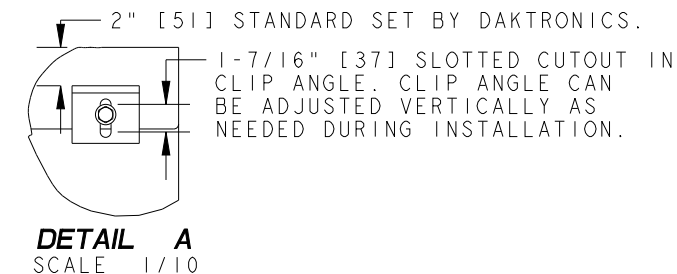 2" [51] STANDARD SET BY DAKTRONICS.
1-7/16" [37] SLOTTED CUTOUT IN
CLIP ANGLE. CLIP ANGLE CAN
BE ADJUSTED VERTICALLY AS
NEEDED DURING INSTALLATION.
DETAIL A
SCALE 1/10